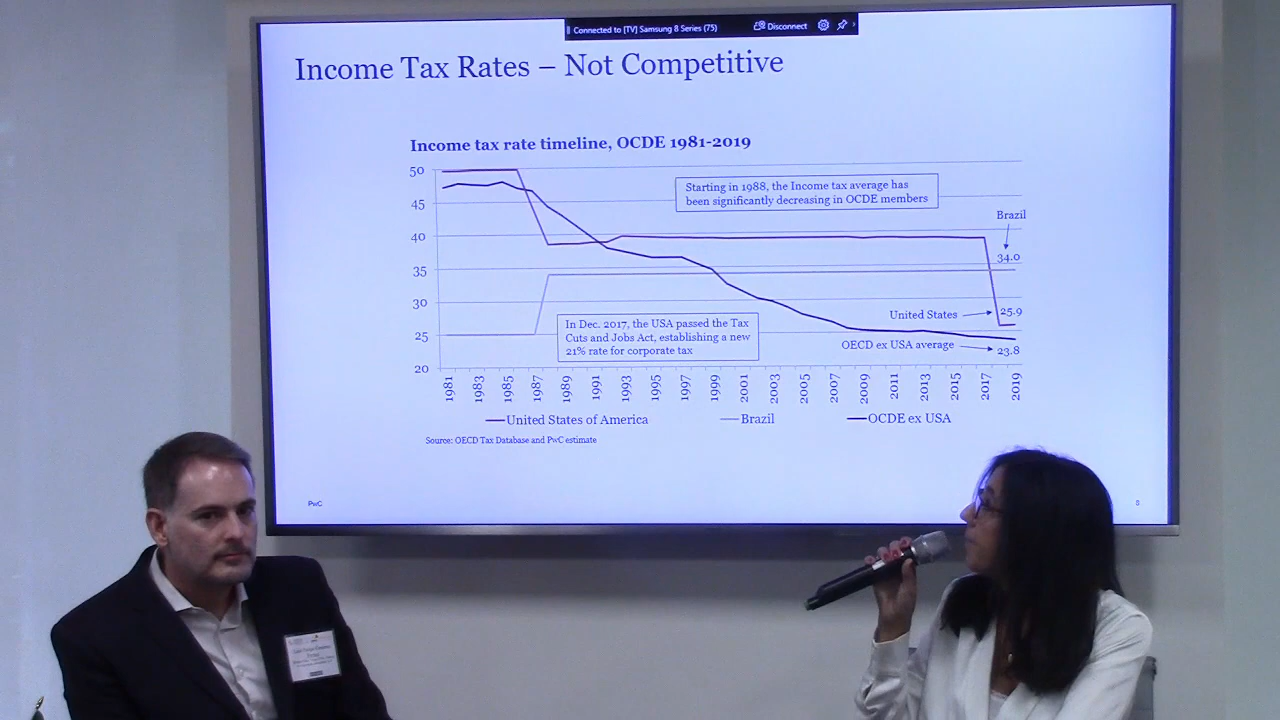 Connected to [TV] Samsung 8 Series (75) Disconnect
Income Tax Rates – Not Competitive
Income tax rate timeline, OCDE 1981-2019
50
45
40
35
30
25
20
Starting in 1988, the Income tax average has
been significantly decreasing in OCDE members
Brazil
34.0
United States
25.9
In Dec. 2017, the USA passed the Tax
Cuts and Jobs Act, establishing a new
21% rate for corporate tax
OECD ex USA average
23.8
1981 1983 1985 1987 1989 1991 1993 1995 1997 1999 2001 2003 2005 2007 2009 2011 2013 2015 2017 2019
United States of America Brazil OCDE ex USA
Source: OECD Tax Database and PwC estimate
PwC